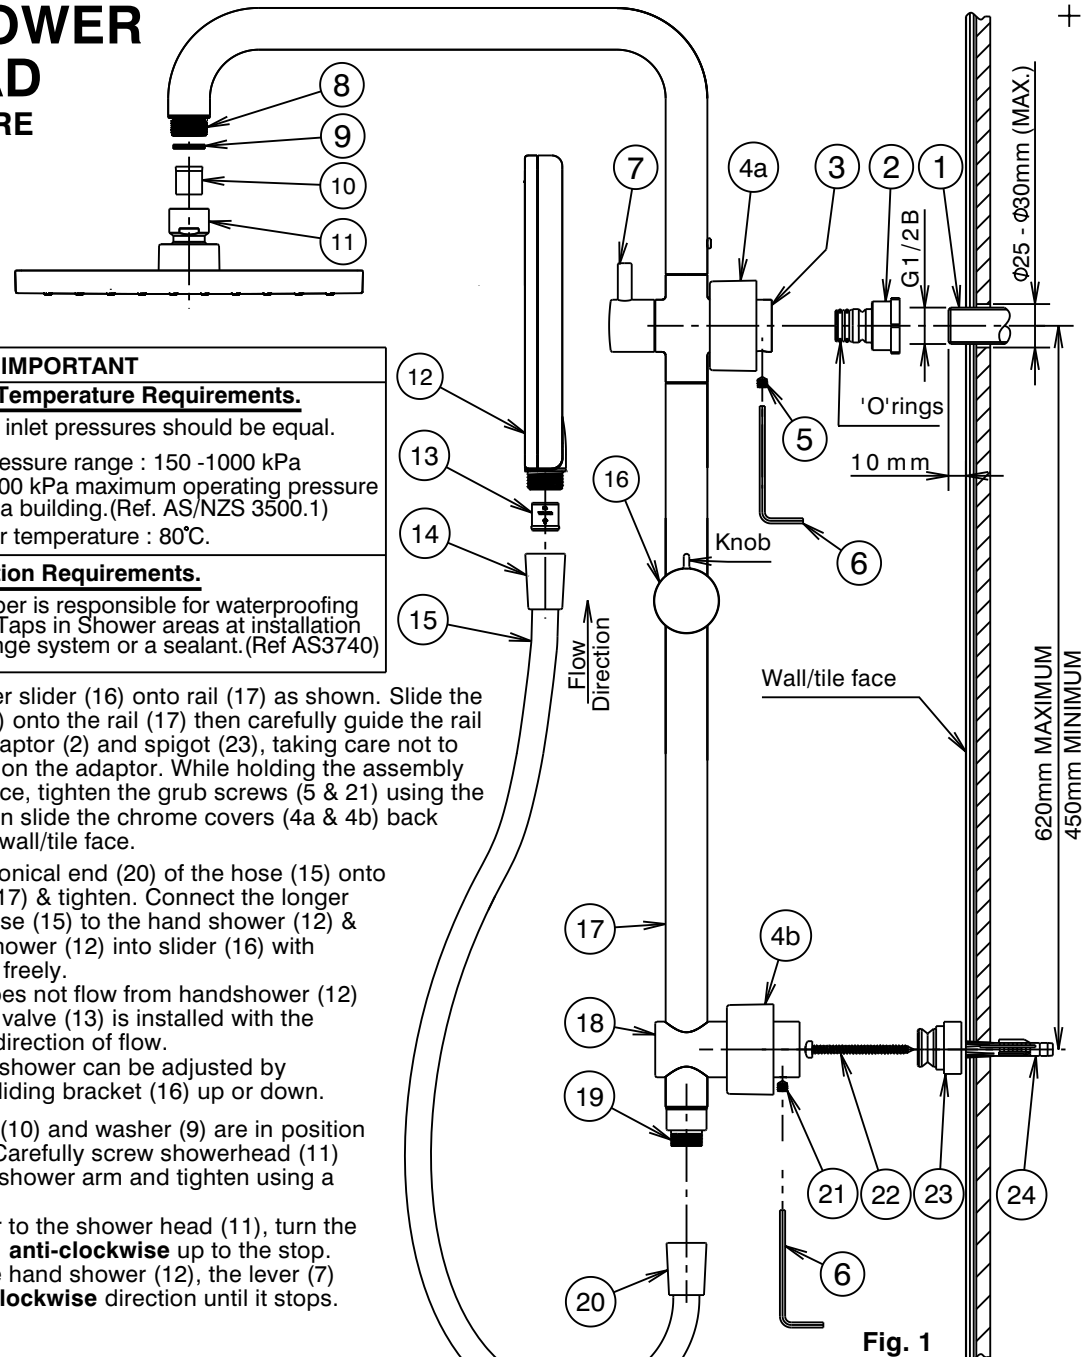 OWER
AD
RE
8
9
10
11
7
4a
3
2
1
G1/2B
Φ25 - Φ30mm (MAX.)
'O'rings
10 mm
5
6
IMPORTANT
Temperature Requirements.
inlet pressures should be equal.
essure range : 150 -1000 kPa
00 kPa maximum operating pressure
a building.(Ref. AS/NZS 3500.1)
r temperature : 80°C.
tion Requirements.
ber is responsible for waterproofing
Taps in Shower areas at installation
nge system or a sealant.(Ref AS3740)
12
13
14
15
16
Knob
Flow
Direction
Wall/tile face
620mm MAXIMUM
450mm MINIMUM
er slider (16) onto rail (17) as shown. Slide the
) onto the rail (17) then carefully guide the rail
aptor (2) and spigot (23), taking care not to
on the adaptor. While holding the assembly
ce, tighten the grub screws (5 & 21) using the
n slide the chrome covers (4a & 4b) back
wall/tile face.
onical end (20) of the hose (15) onto
17) & tighten. Connect the longer
se (15) to the hand shower (12) &
hower (12) into slider (16) with
freely.
oes not flow from handshower (12)
valve (13) is installed with the
direction of flow.
shower can be adjusted by
liding bracket (16) up or down.
(10) and washer (9) are in position
Carefully screw showerhead (11)
shower arm and tighten using a
r to the shower head (11), turn the
anti-clockwise up to the stop.
e hand shower (12), the lever (7)
lockwise direction until it stops.
17
4b
18
19
21
22
23
24
20
6
Fig. 1